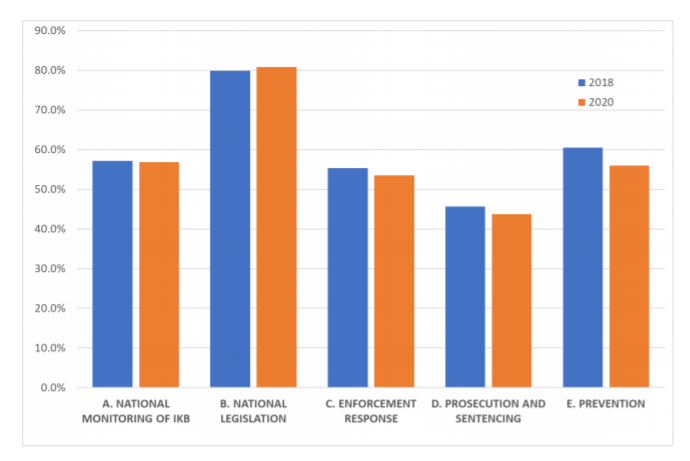 90.0%
80.0%
70.0%
60.0%
50.0%
40.0%
30.0%
20.0%
10.0%
0.0%
2018
2020
A. NATIONAL
MONITORING OF IKB
B. NATIONAL
LEGISLATION
C. ENFORCEMENT
RESPONSE
D. PROSECUTION AND
SENTENCING
E. PREVENTION